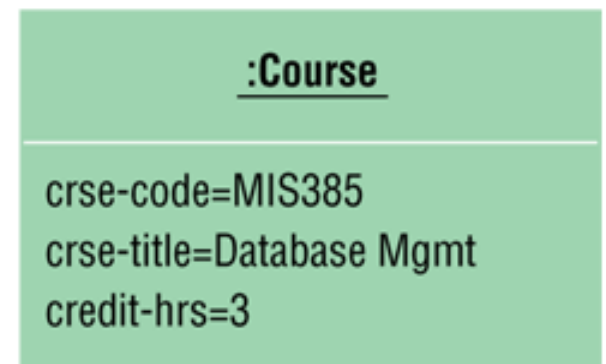 :Course
crse-code=MIS385
crse-title=Database Mgmt
credit-hrs=3